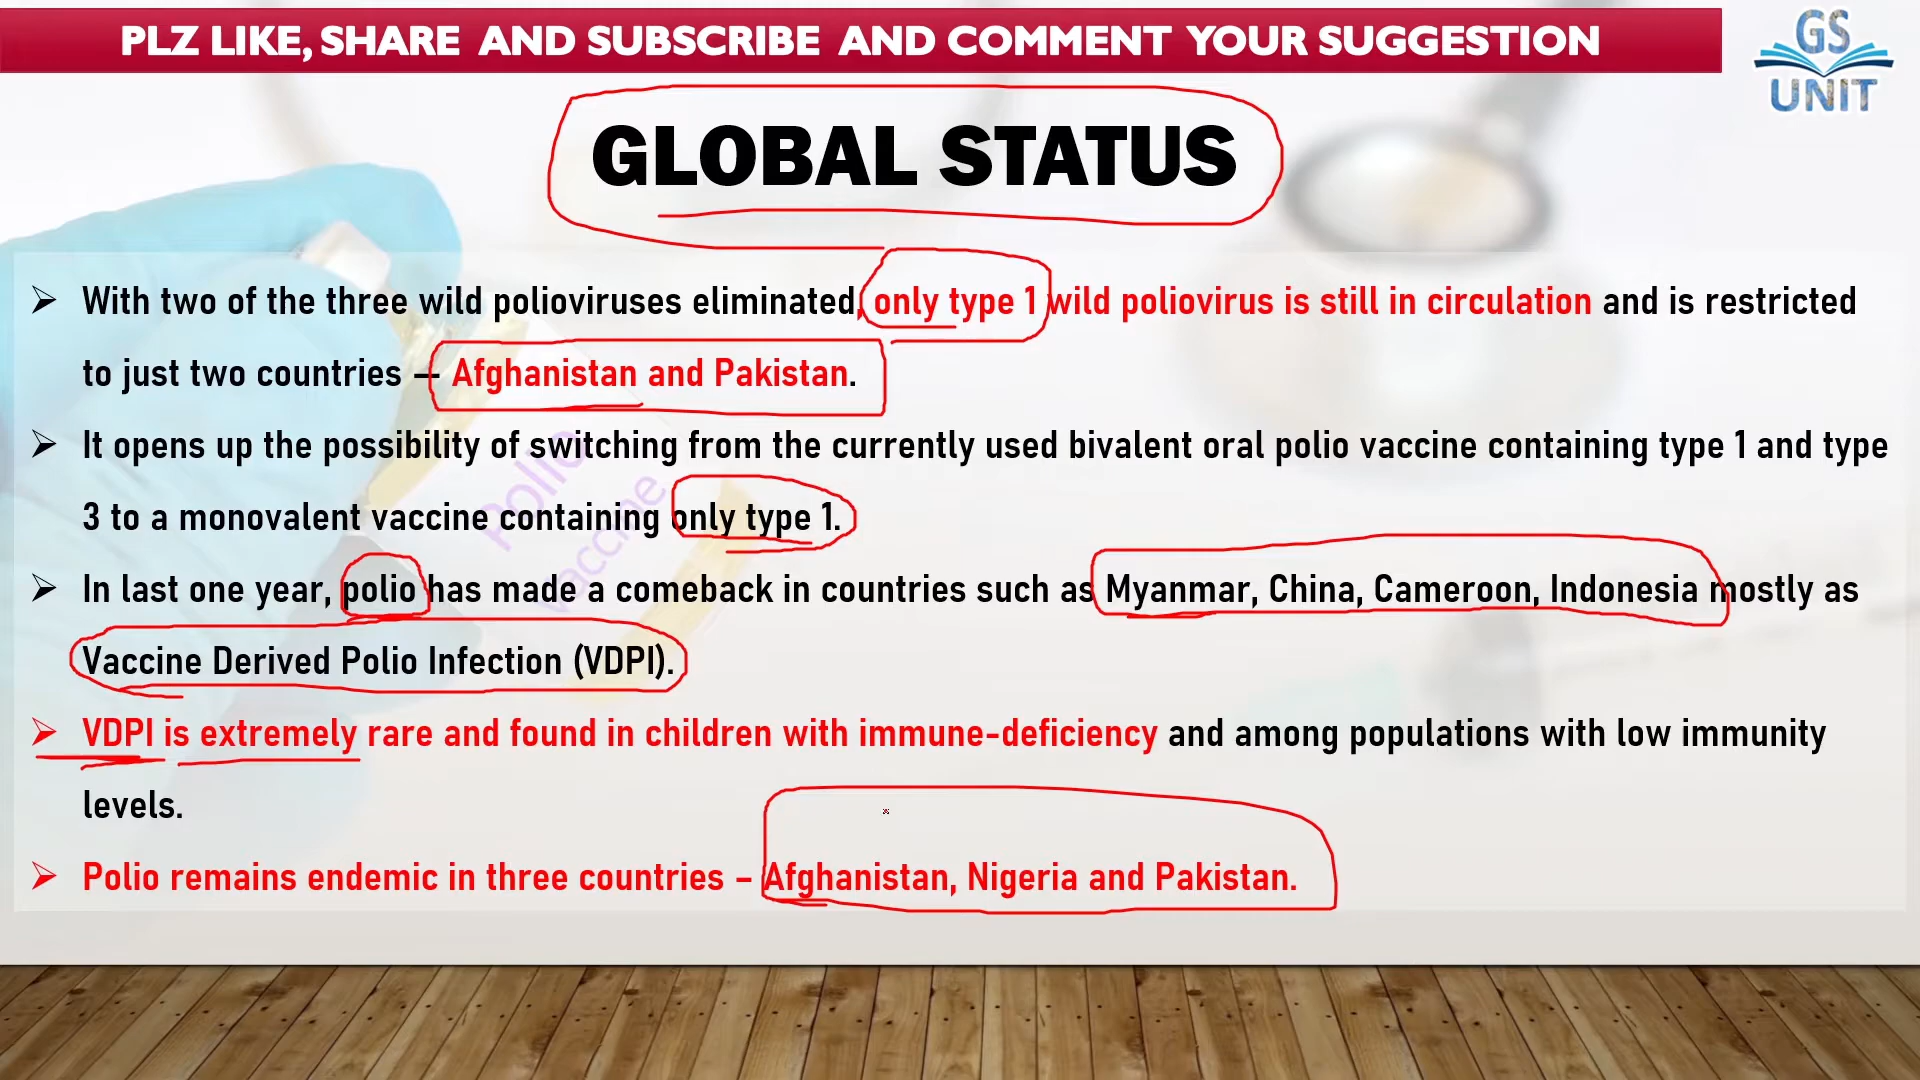 PLZ LIKE, SHARE AND SUBSCRIBE AND COMMENT YOUR SUGGESTION
GS
UNIT
GLOBAL STATUS
➢ With two of the three wild polioviruses eliminated, only type 1 wild poliovirus is still in circulation and is restricted
to just two countries — Afghanistan and Pakistan.
➢ It opens up the possibility of switching from the currently used bivalent oral polio vaccine containing type 1 and type
3 to a monovalent vaccine containing only type 1.
➢ In last one year, polio has made a comeback in countries such as Myanmar, China, Cameroon, Indonesia mostly as
Vaccine Derived Polio Infection (VDPI).
➢ VDPI is extremely rare and found in children with immune-deficiency and among populations with low immunity
levels.
➢ Polio remains endemic in three countries – Afghanistan, Nigeria and Pakistan.
Polio
Vaccine